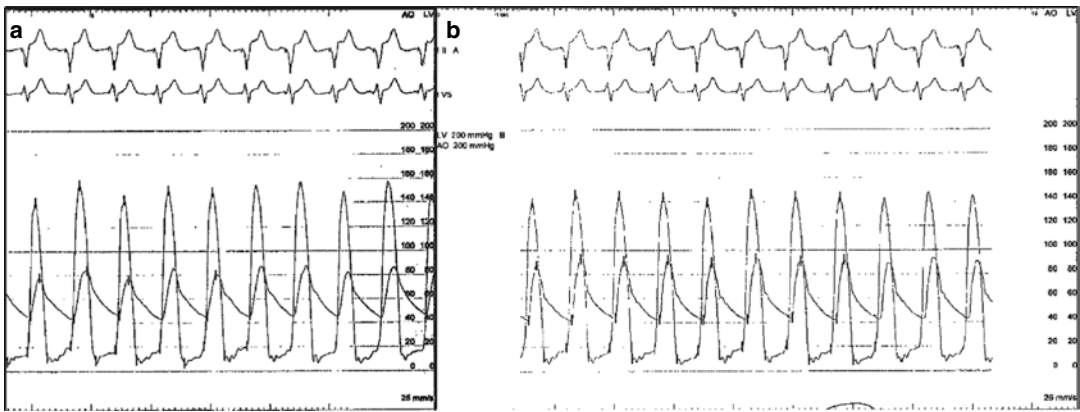 a
AO LV
II A
V5
200 200
180 180
160 160
140 140
120 120
100 100
80 80
60 60
40 40
20 20
0 0
25 mm/s
b
LV 200 mmHg B
AO 200 mmHg
AO LV
200 200
180 180
160 160
140 140
120 120
100 100
80 80
60 60
40 40
20 20
0 0
25 mm/s